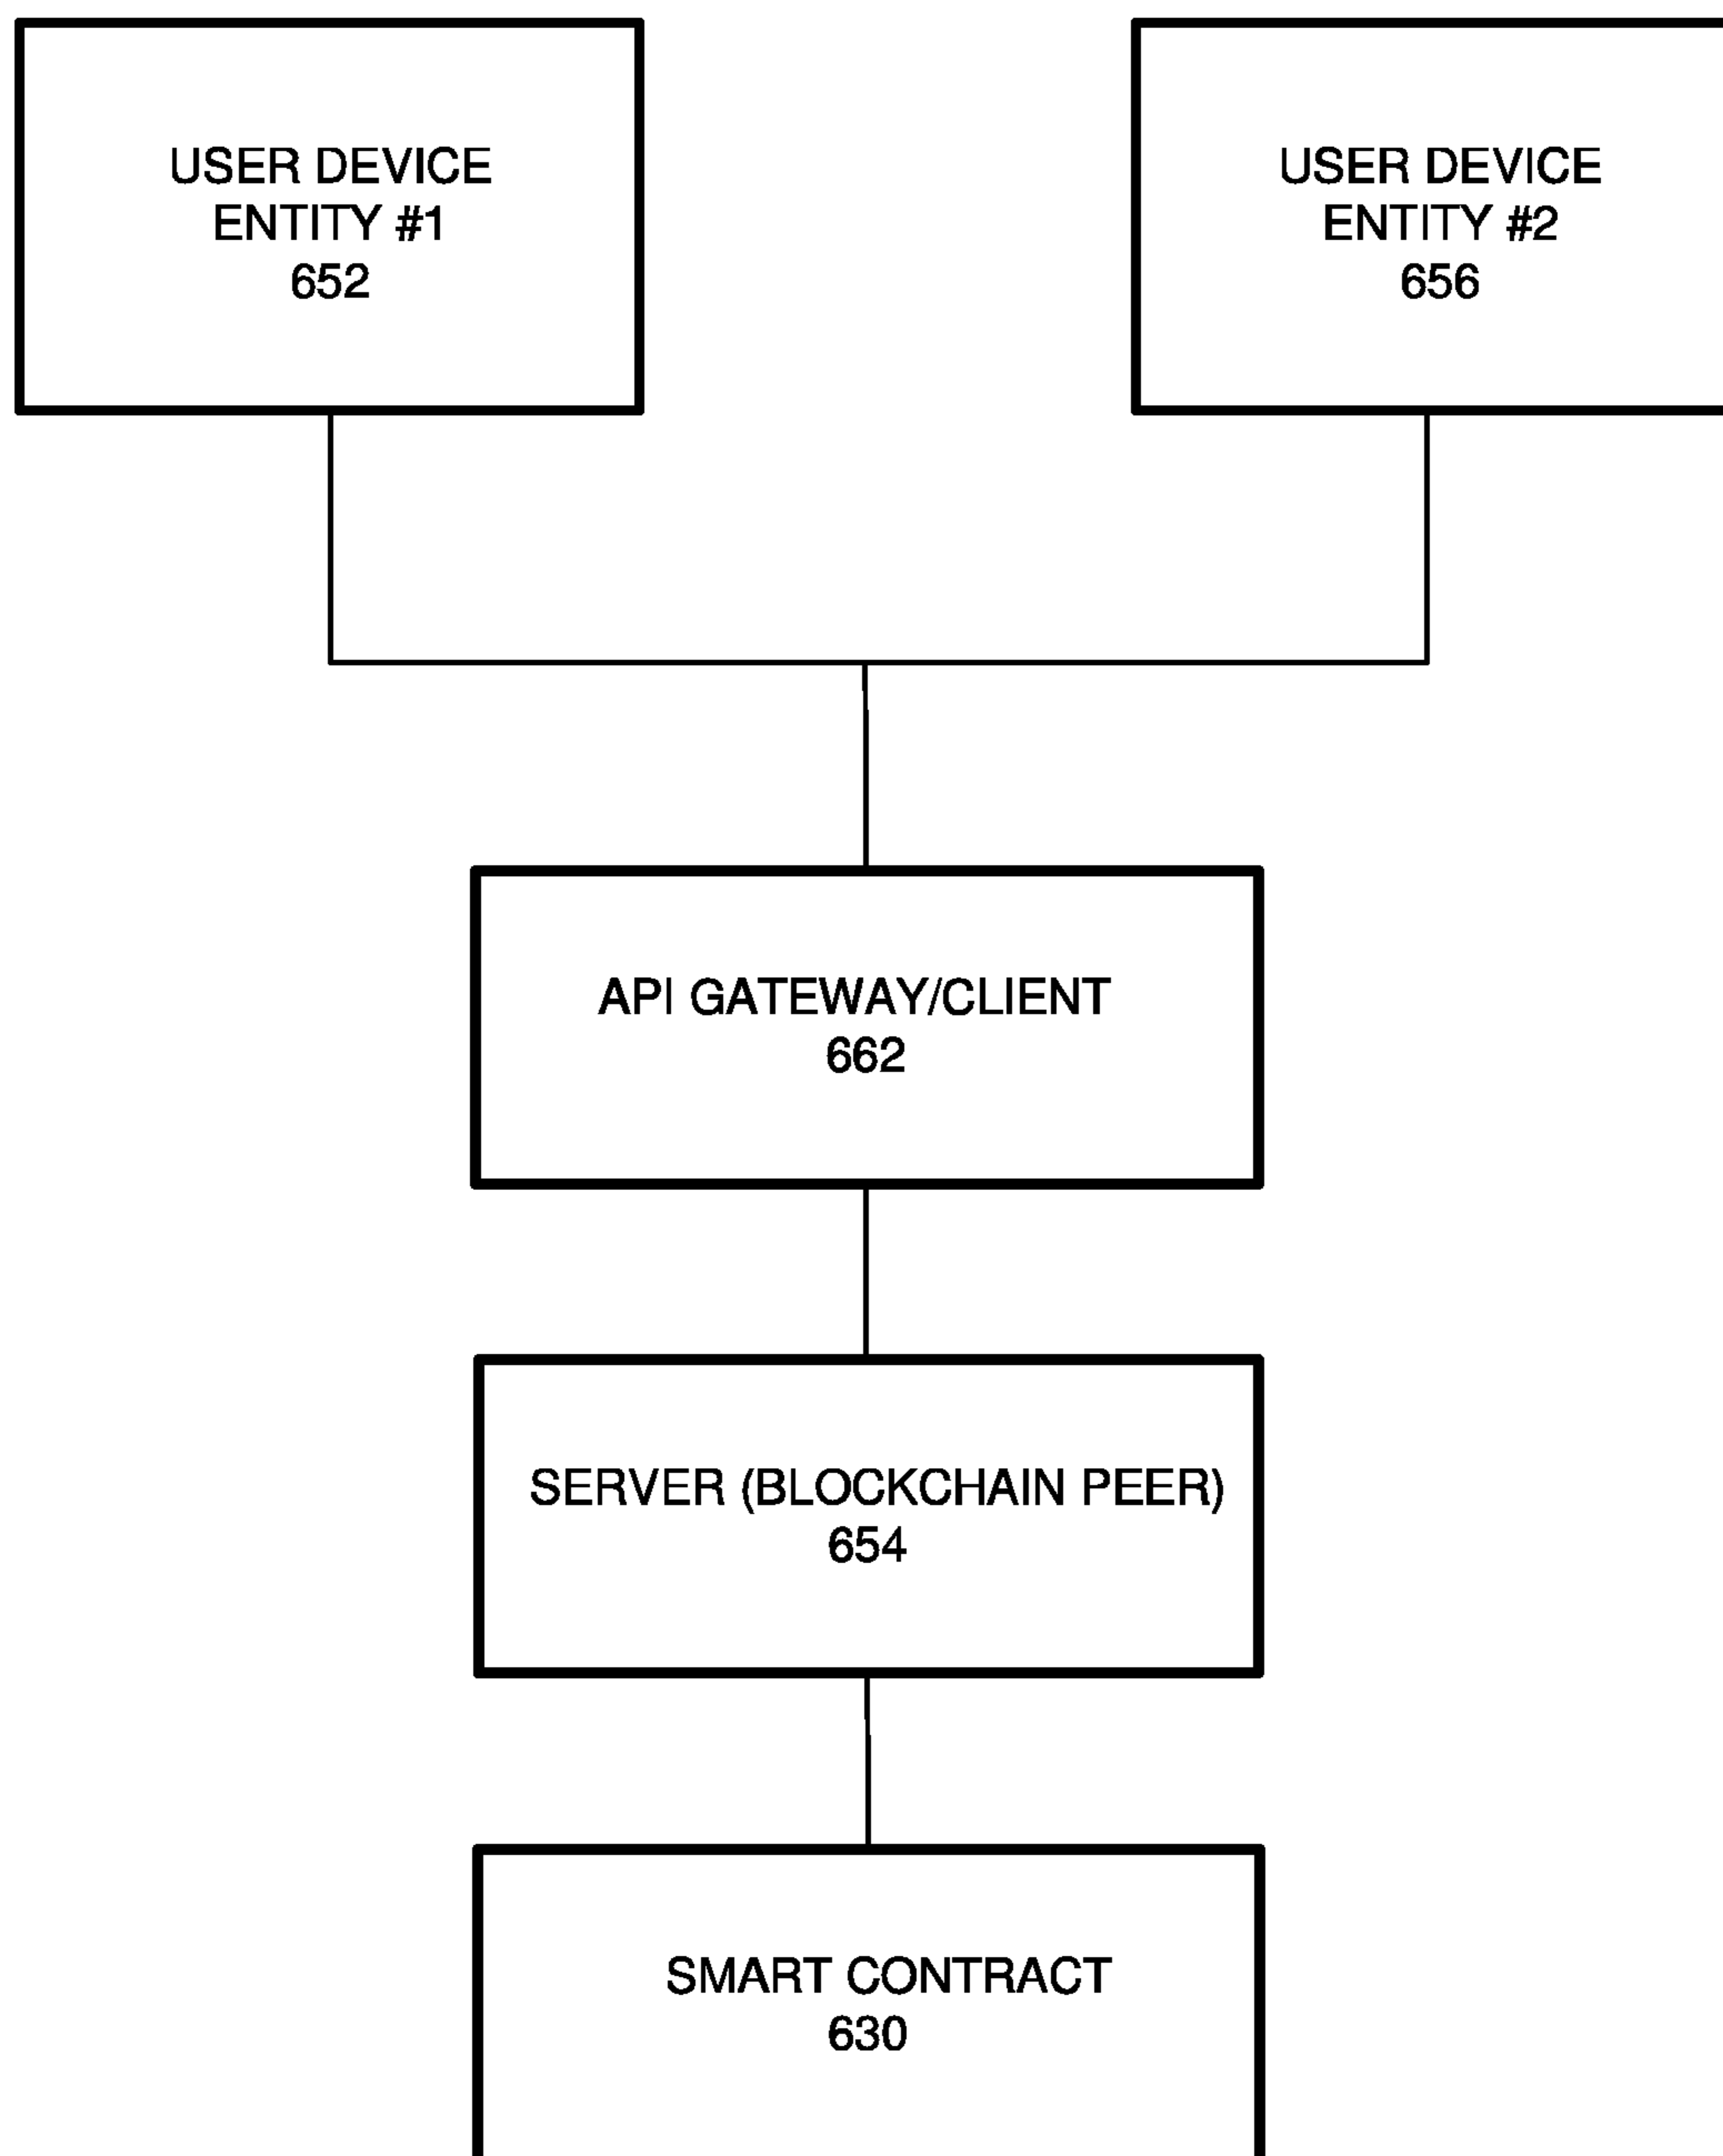 USER DEVICE
ENTITY #1
652
USER DEVICE
ENTITY #2
656
API GATEWAY/CLIENT
662
SERVER (BLOCKCHAIN PEER)
654
SMART CONTRACT
630